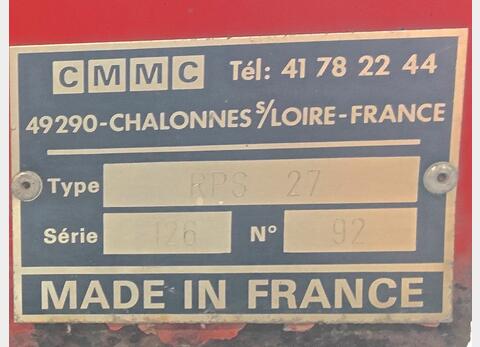 CMMC Tél: 41 78 22 44
49290-CHALONNES S/LOIRE-FRANCE
Type RPS 27
Série 126 N° 92
MADE IN FRANCE